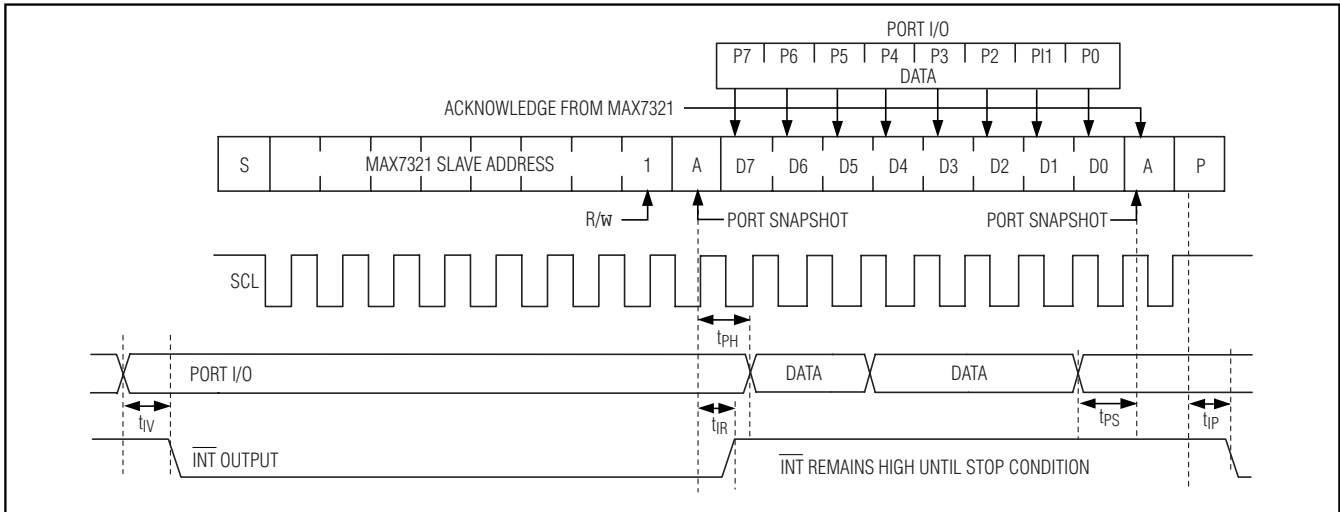 PORT I/O
P7 P6 P5 P4 P3 P2 PI1 P0
DATA
ACKNOWLEDGE FROM MAX7321
S MAX7321 SLAVE ADDRESS 1 A D7 D6 D5 D4 D3 D2 D1 D0 A P
R/W PORT SNAPSHOT PORT SNAPSHOT
SCL
tPH
PORT I/O DATA DATA
tIV tIR tPS tIP
INT OUTPUT INT REMAINS HIGH UNTIL STOP CONDITION